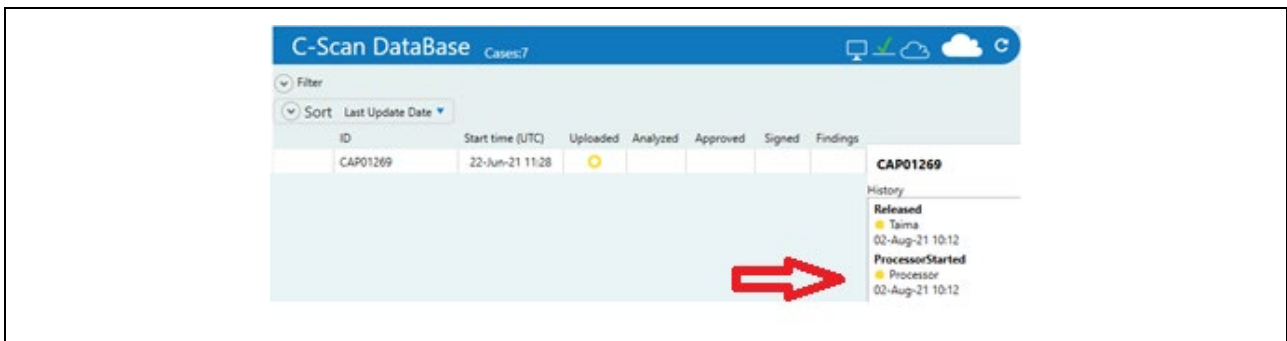 C-Scan DataBase Cases:7
Filter
Sort Last Update Date
ID Start time (UTC) Uploaded Analyzed Approved Signed Findings
CAP01269 22-Jun-21 11:28
CAP01269
History
Released
Taima
02-Aug-21 10:12
ProcessorStarted
Processor
02-Aug-21 10:12